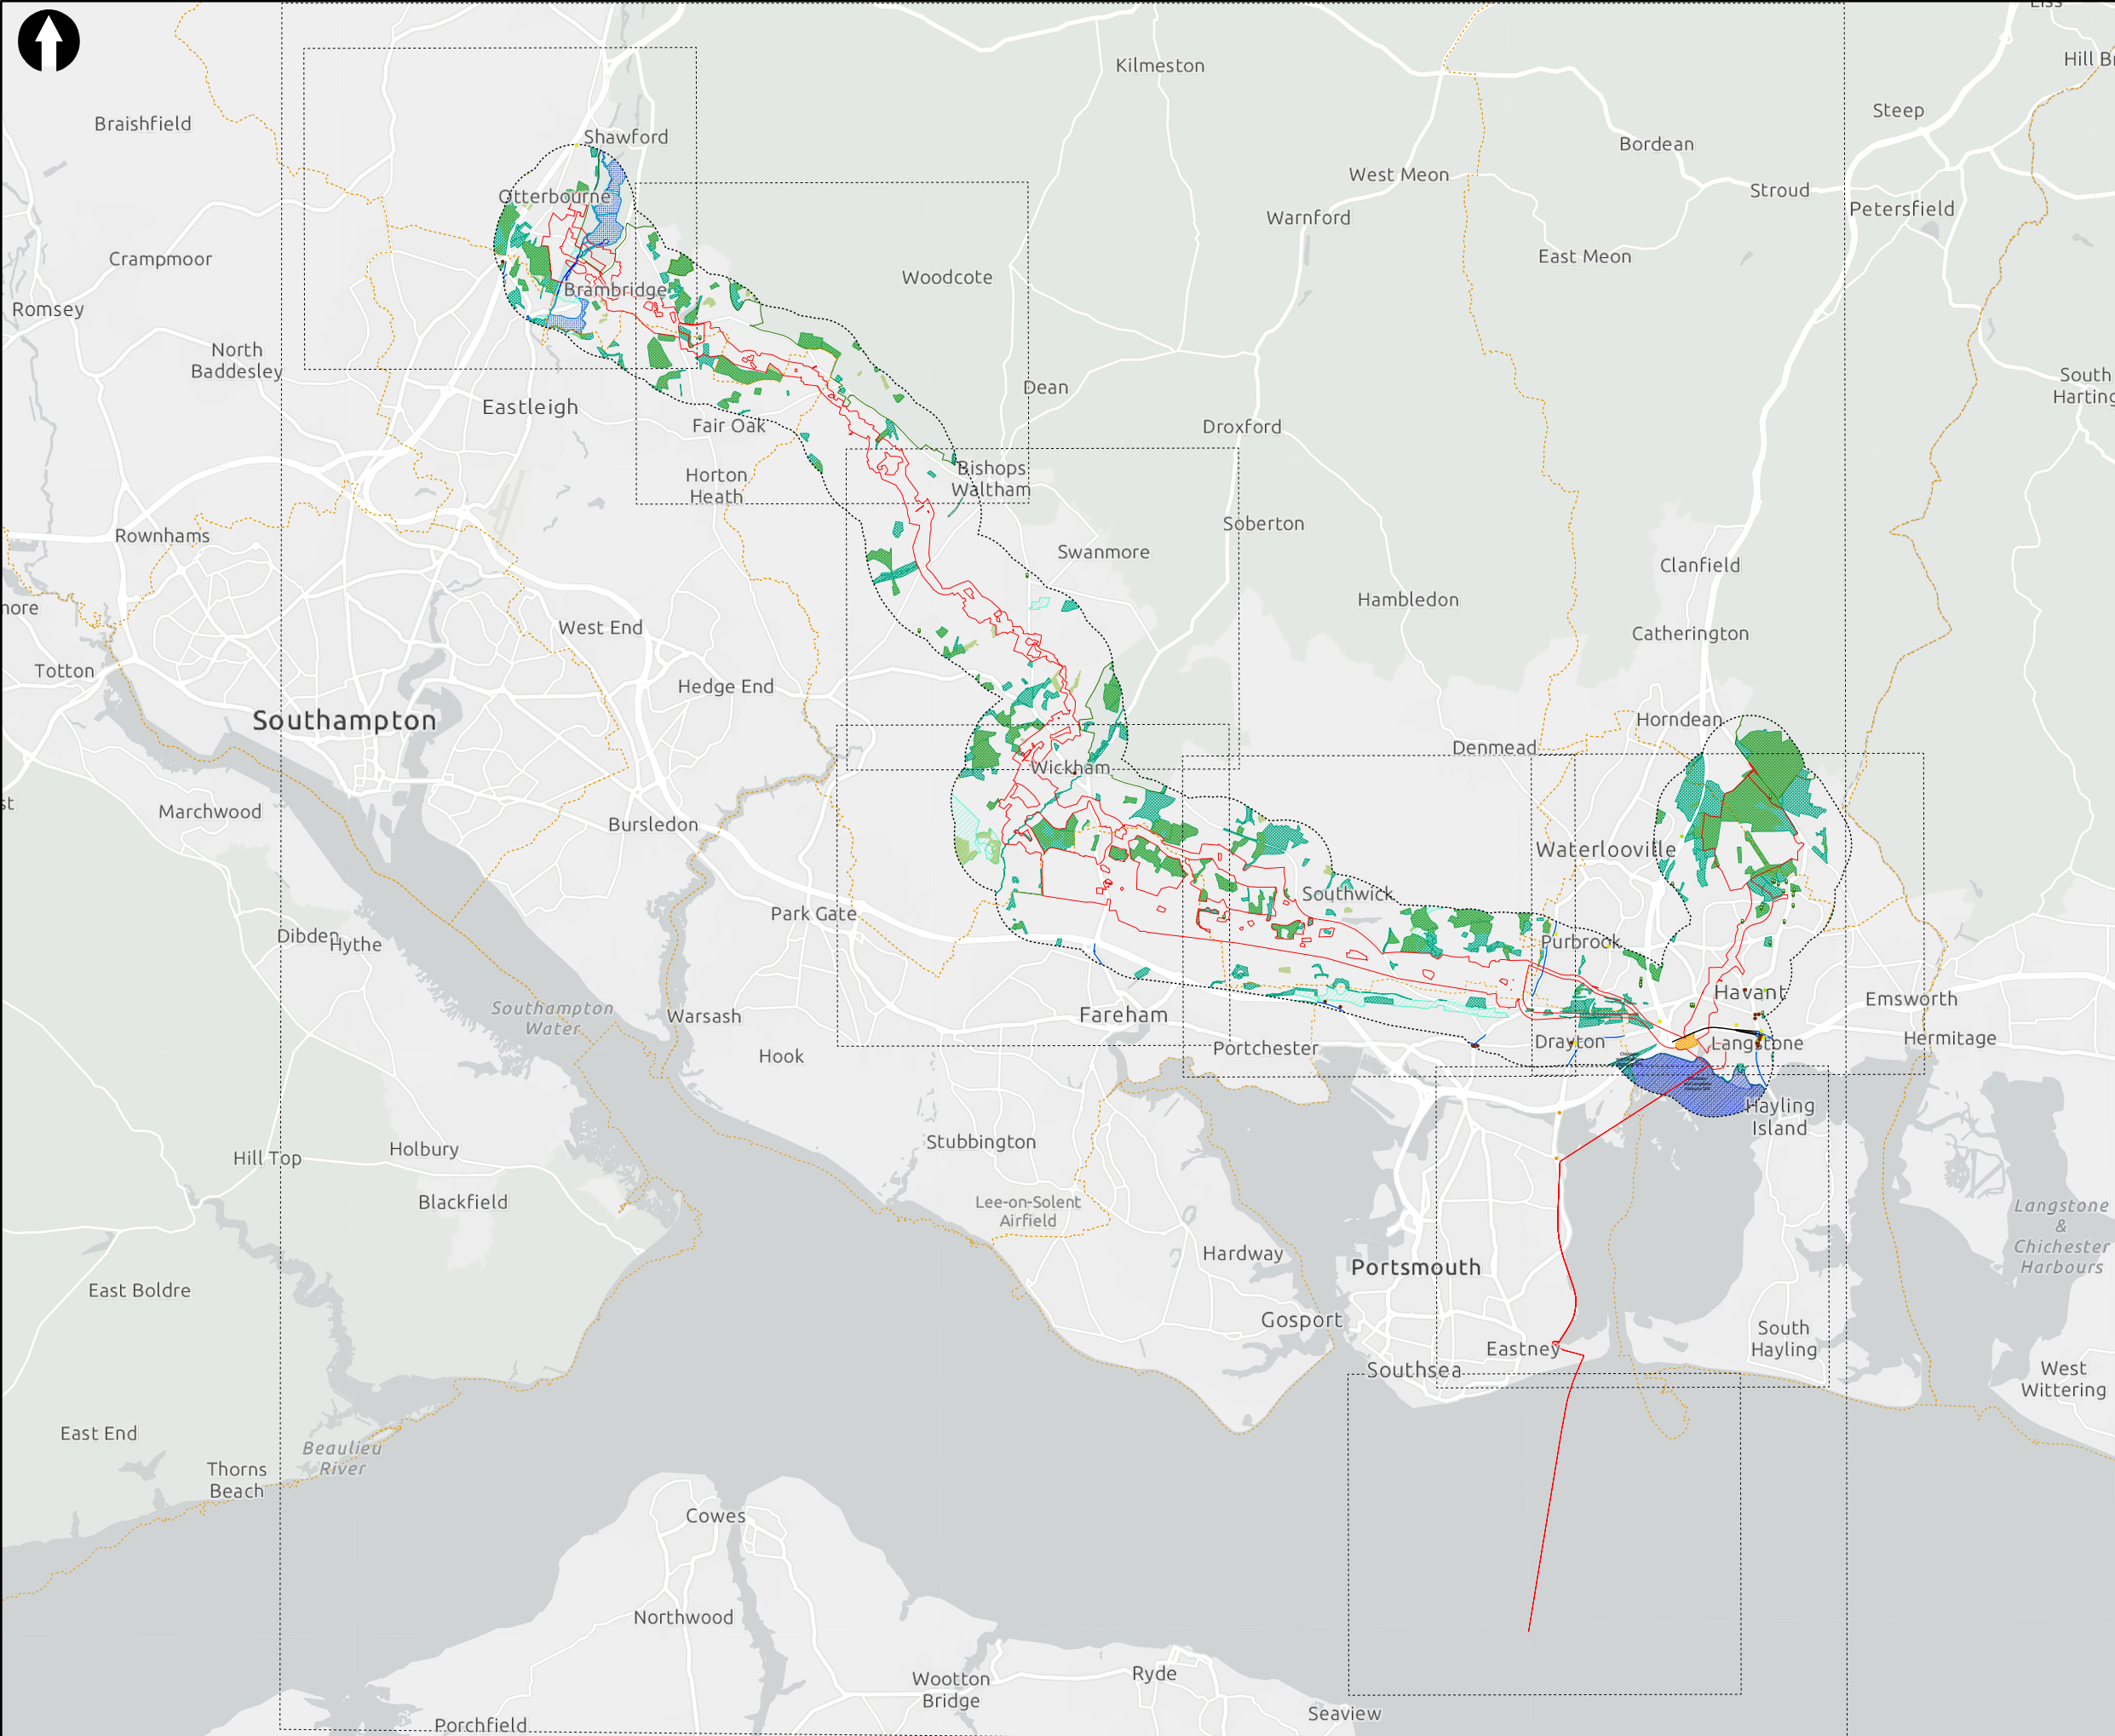 Liss
Kilmeston
Hill B
Braishfield
Steep
Shawford
Bordean
West Meon
Stroud
Otterbourne
Petersfield
Warnford
Crampmoor
East Meon
Woodcote
Brambridge
Romsey
North
Baddesley
South
Harting
Dean
Eastleigh
Fair Oak
Droxford
Bishops
Waltham
Horton
Heath
Soberton
Rownhams
Swanmore
Clanfield
Hambledon
more
West End
Catherington
Totton
Hedge End
Southampton
Horndean
Denmead
Wickham
st
Marchwood
Bursledon
Waterlooville
Southwick
Park Gate
Dibden
Hythe
Purbrook
Havant
Emsworth
Southampton
Water
Warsash
Fareham
Hermitage
Drayton
Langstone
Portchester
Hook
Hayling
Island
Stubbington
Holbury
Hill Top
Blackfield
Lee-on-Solent
Airfield
Langstone
&
Chichester
Harbours
Hardway
Portsmouth
East Boldre
Gosport
South
Hayling
Eastney
Southsea
West
Wittering
East End
Beaulieu
River
Thorns
Beach
Cowes
Northwood
Ryde
Wootton
Bridge
Seaview
Porchfield